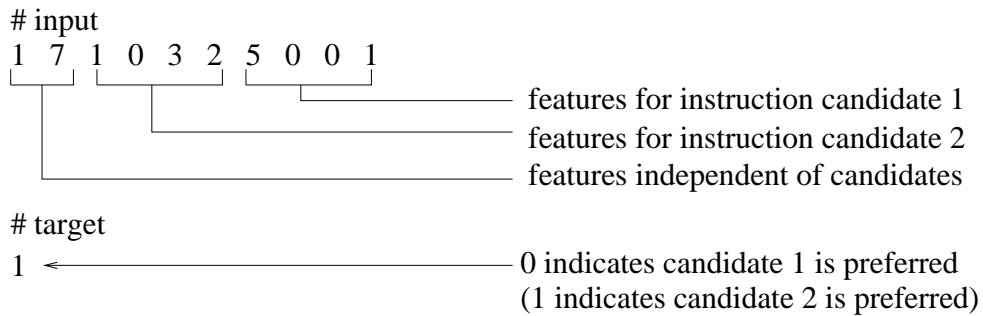 # input
1 7 1 0 3 2 5 0 0 1
features for instruction candidate 1
features for instruction candidate 2
features independent of candidates
# target
1
0 indicates candidate 1 is preferred
(1 indicates candidate 2 is preferred)